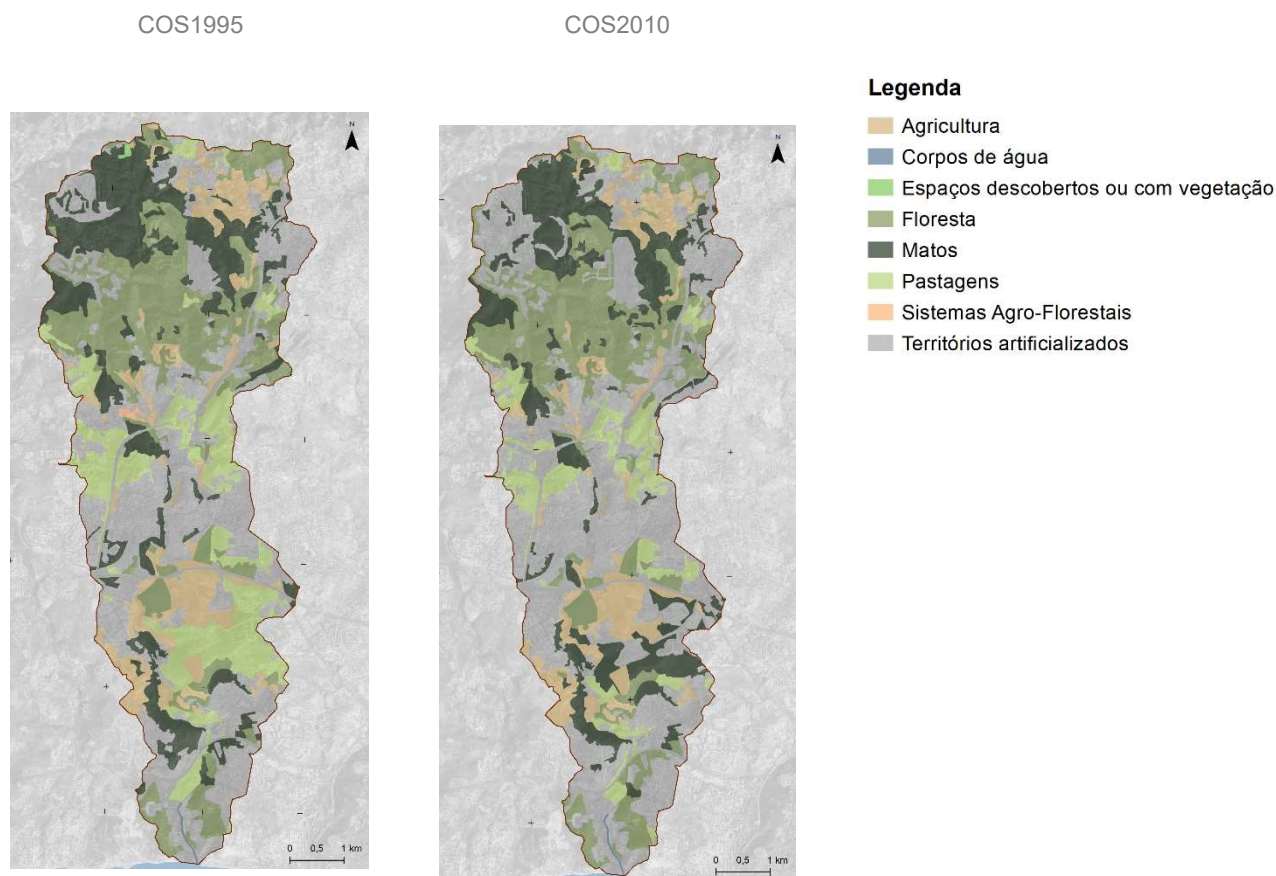 COS1995
COS2010
N
N
Legenda
Agricultura
Corpos de água
Espaços descobertos ou com vegetação
Floresta
Matos
Pastagens
Sistemas Agro-Florestais
Territórios artificializados
0 0,5 1 km
0 0,5 1 km